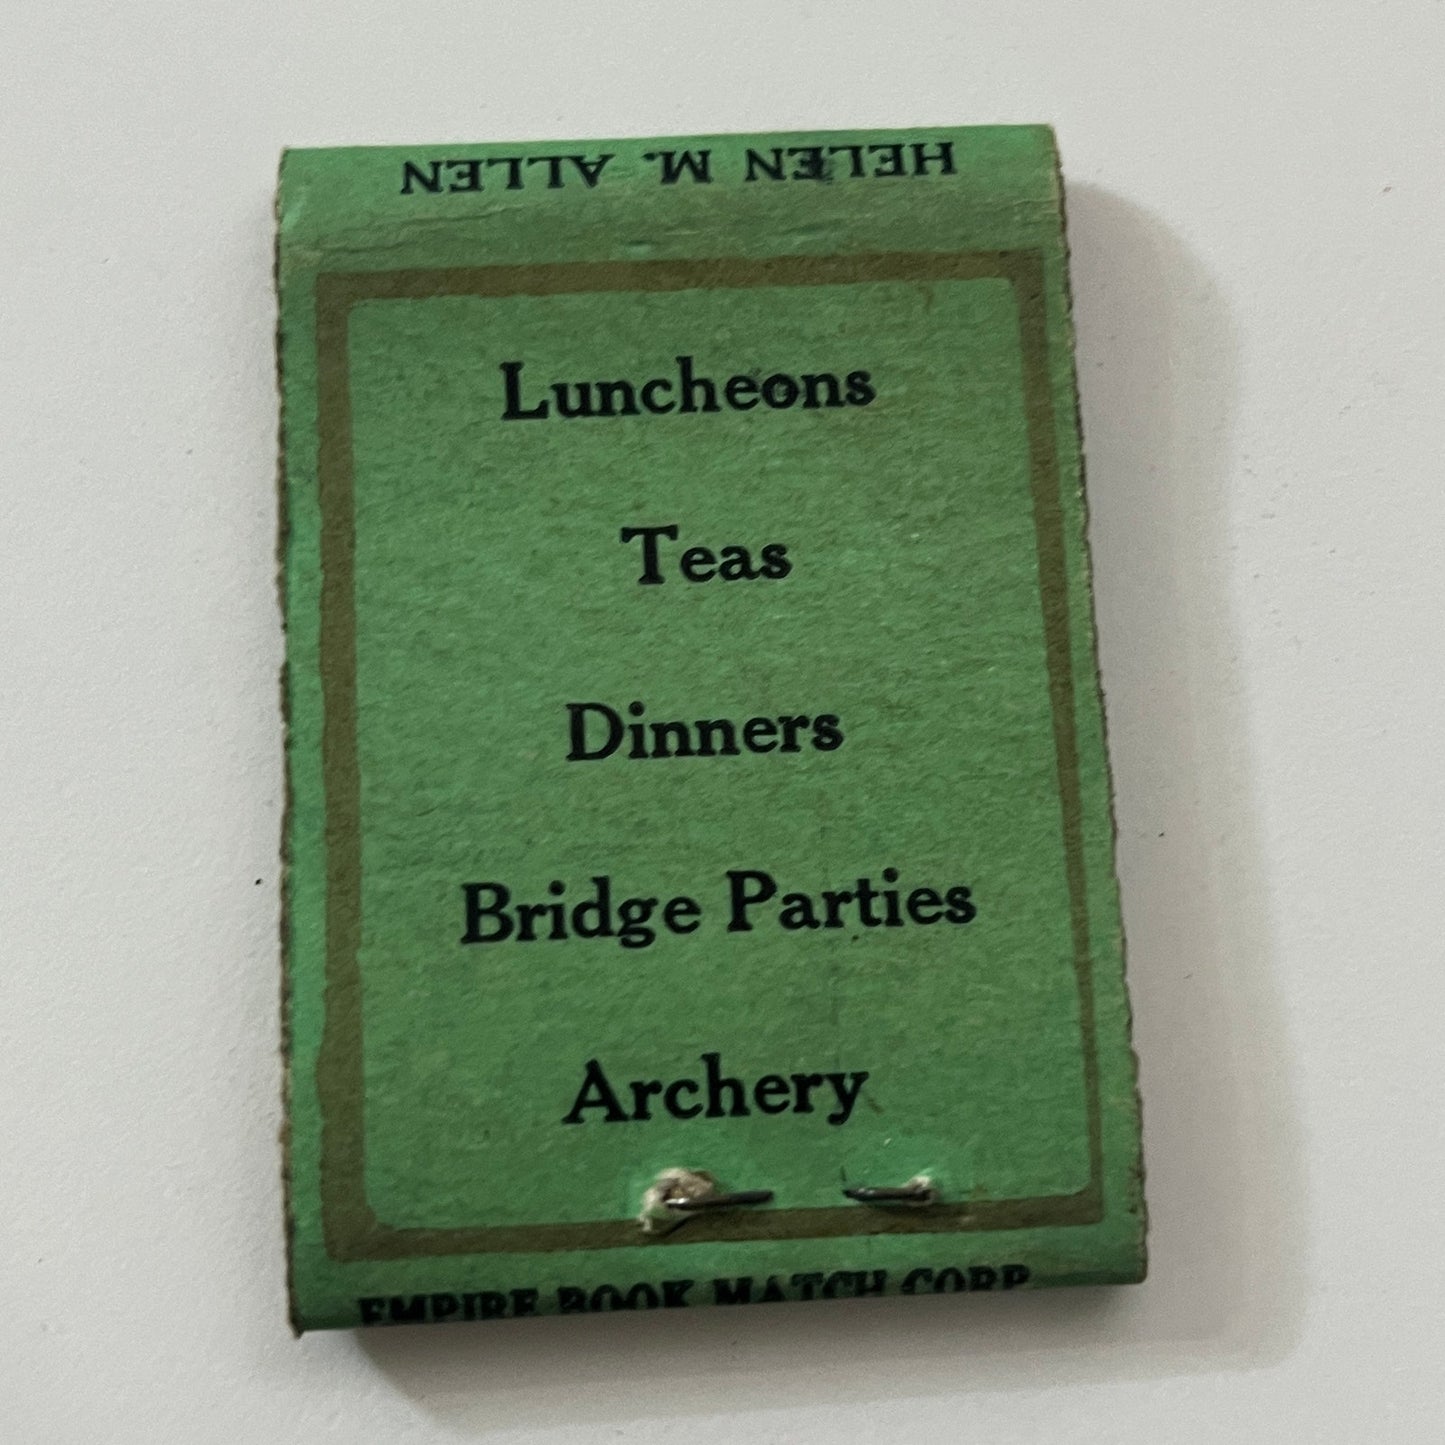 HELEN M. ALLEN
Luncheons
Teas
Dinners
Bridge Parties
Archery
EMPIRE BOOK MATCH CORP.